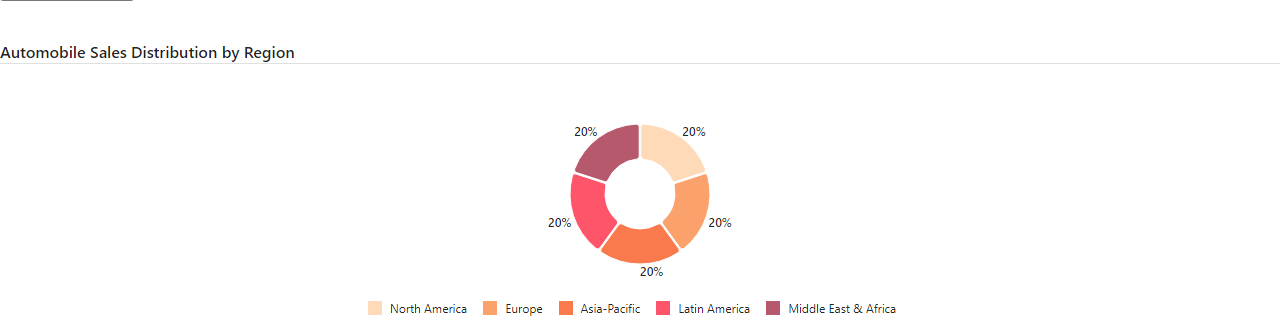 Automobile Sales Distribution by Region
20% 20%
20% 20%
20%
North America Europe Asia-Pacific Latin America Middle East & Africa